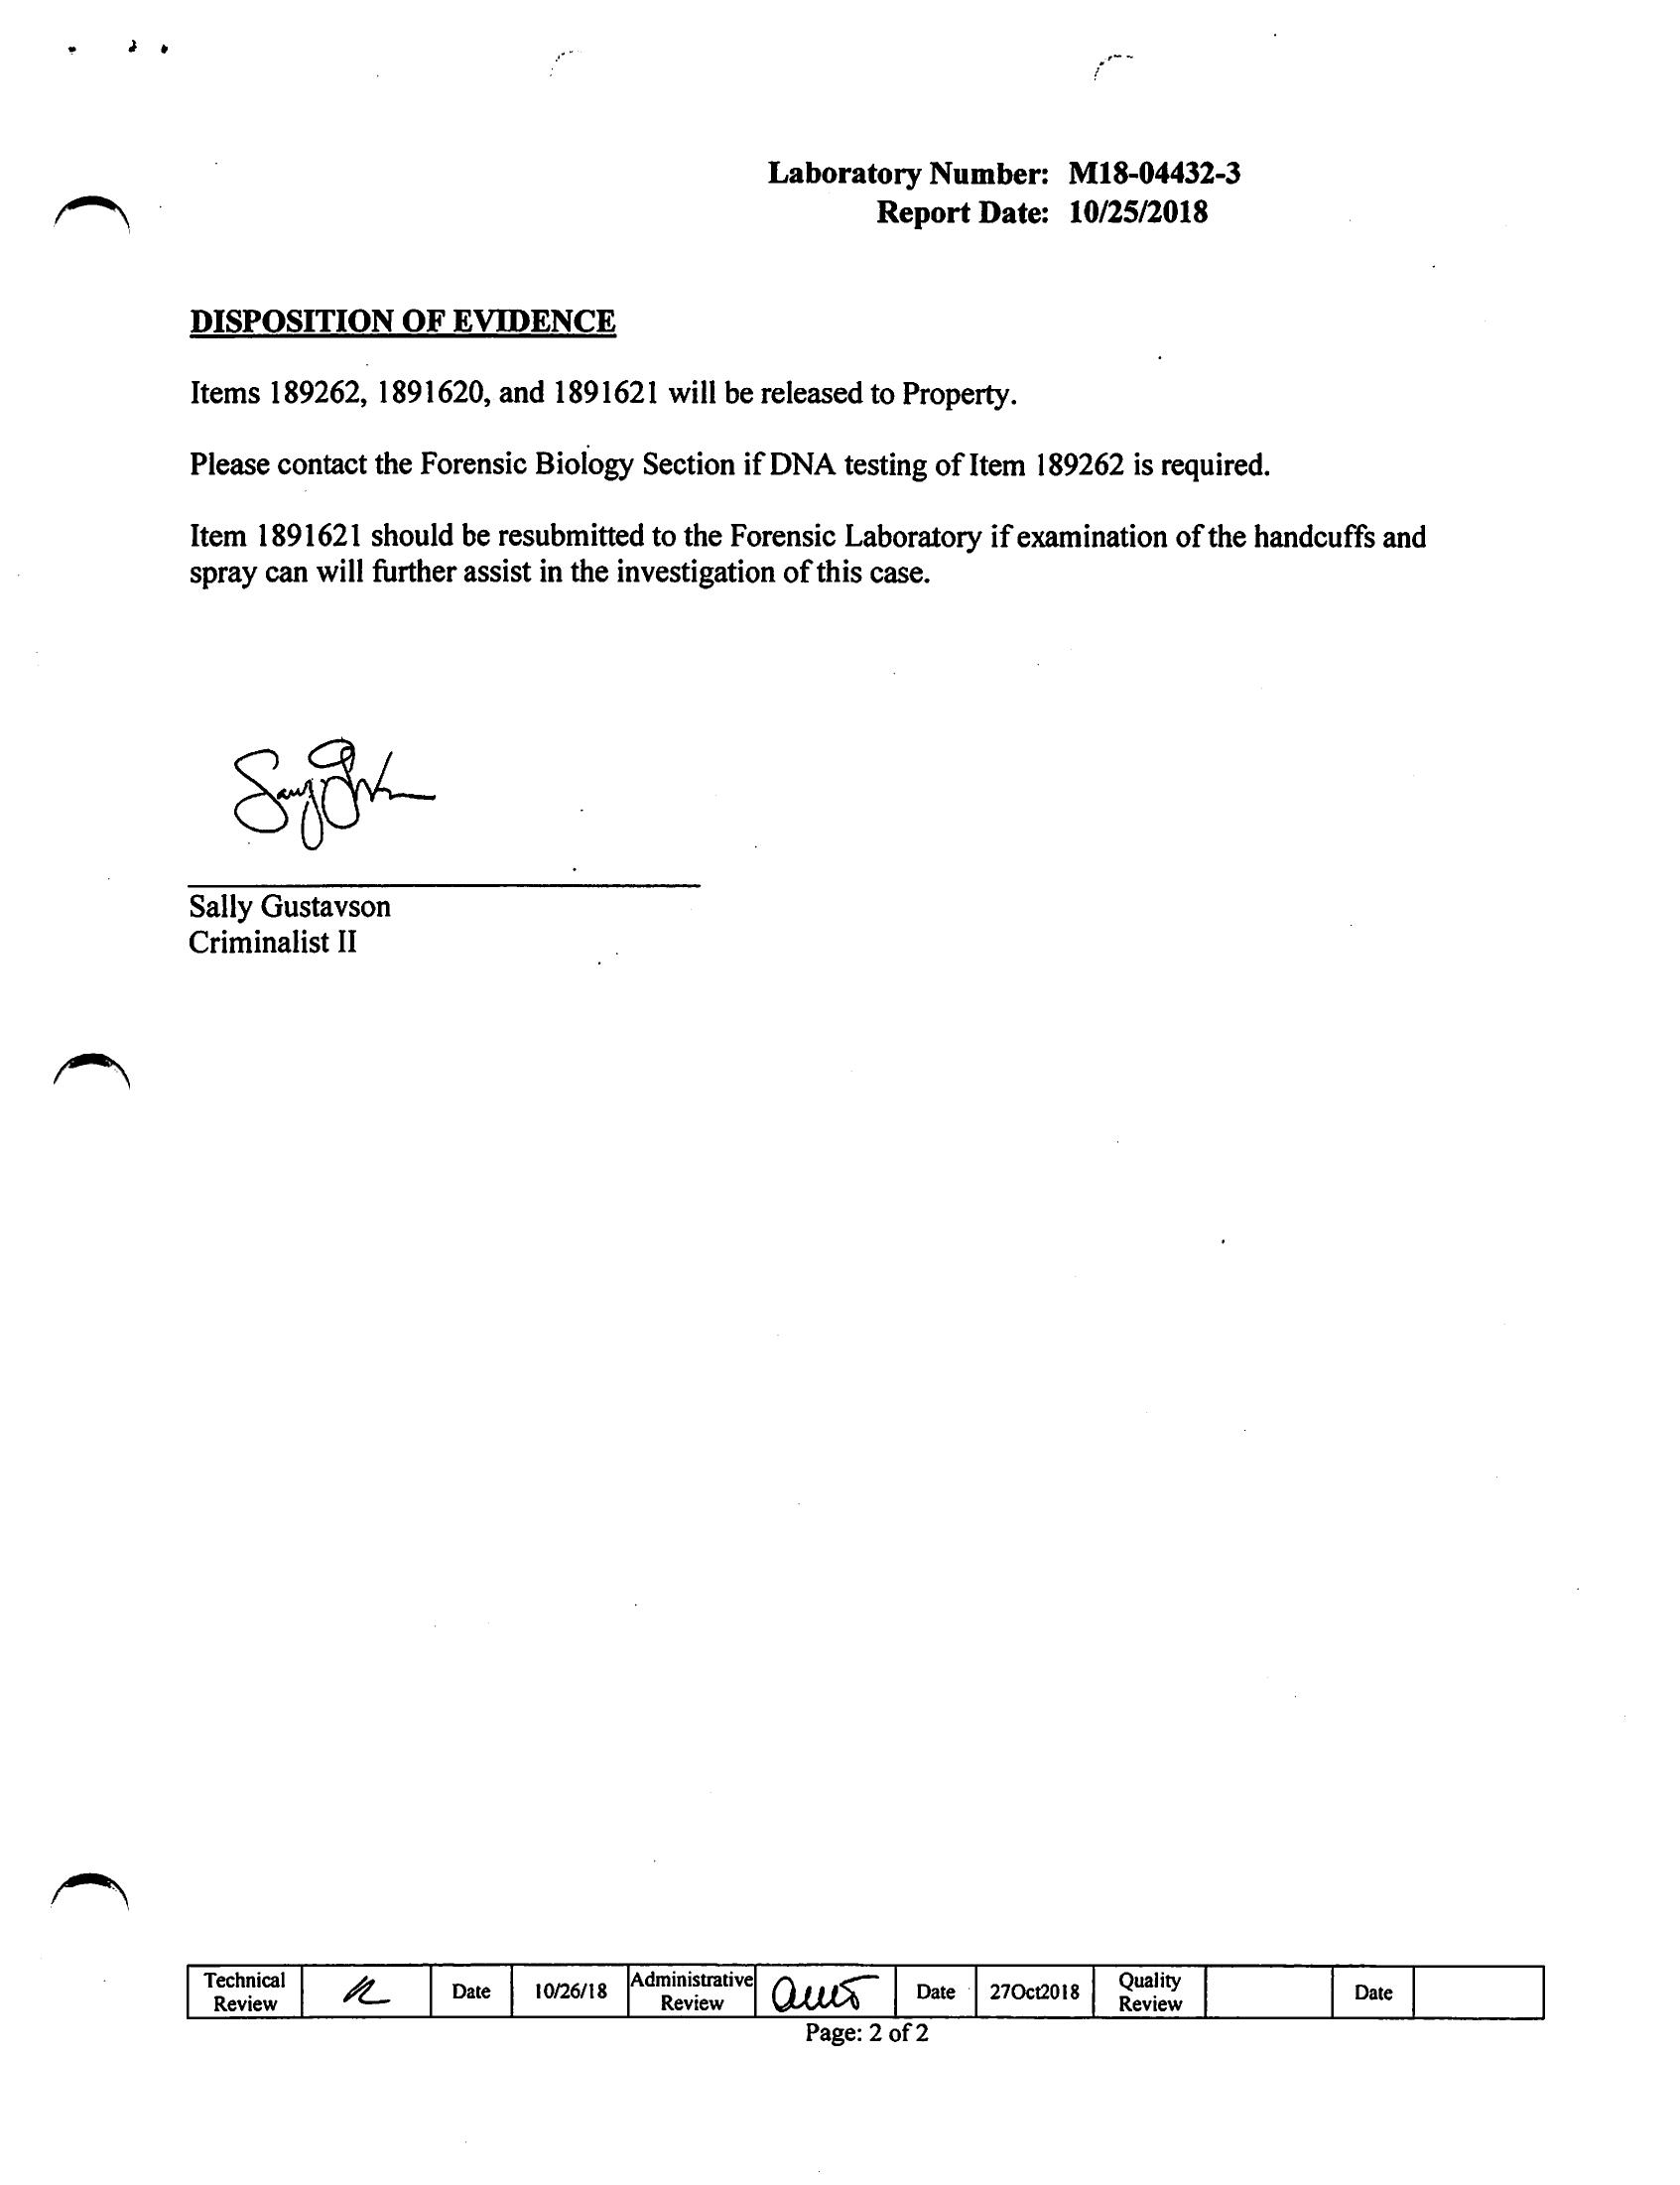 Laboratory Number: M18-04432-3
Report Date: 10/25/2018
DISPOSITION OF EVIDENCE
Items 189262, 1891620, and 1891621 will be released to Property.
Please contact the Forensic Biology Section if DNA testing of Item 189262 is required.
Item 1891621 should be resubmitted to the Forensic Laboratory if examination of the handcuffs and
spray can will further assist in the investigation of this case.
Sally Gustavson
Criminalist II
Technical Review Date 10/26/18 Administrative Review Date 27Oct2018 Quality Review Date
Page: 2 of 2